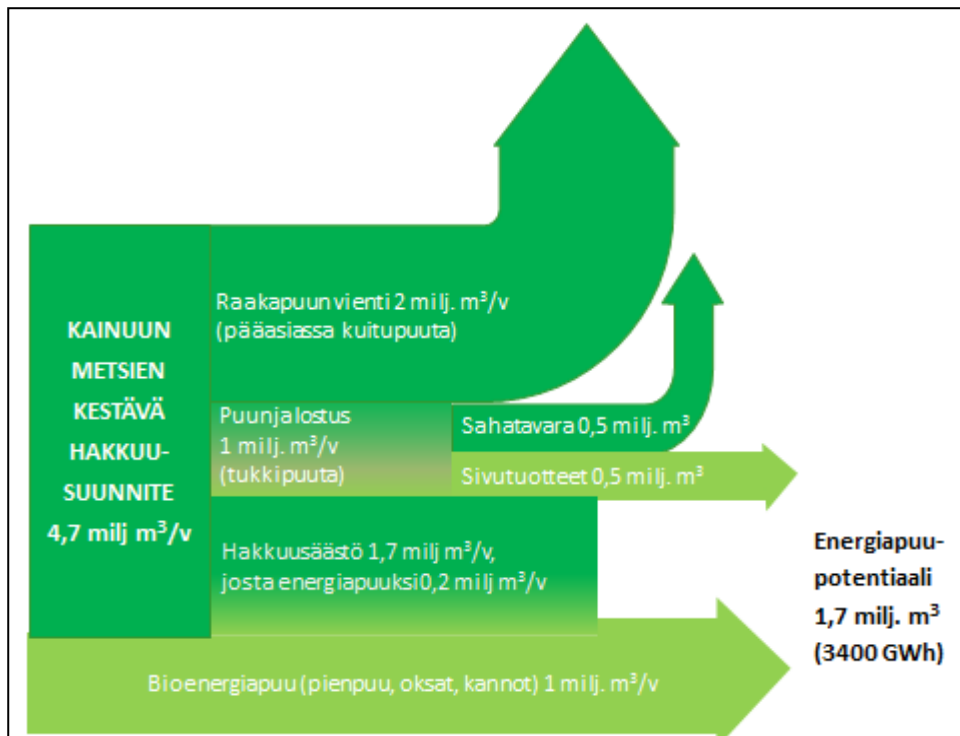 KAINUUN
METSIEN
KESTÄVÄ
HAKKUU-
SUUNNITE
4,7 milj m³/v
Raakapuun vienti 2 milj. m³/v
(pääasiassa kuitupuuta)
Puunjalostus
1 milj. m³/v
(tukkipuuta)
Sahatavara 0,5 milj. m³
Sivutuotteet 0,5 milj. m³
Hakkuusäästö 1,7 milj m³/v,
josta energiapuuksi 0,2 milj m³/v
Energiapuu-
potentiaali
1,7 milj. m³
(3400 GWh)
Bioenergiapuu (pienpuu, oksat, kannot) 1 milj. m³/v